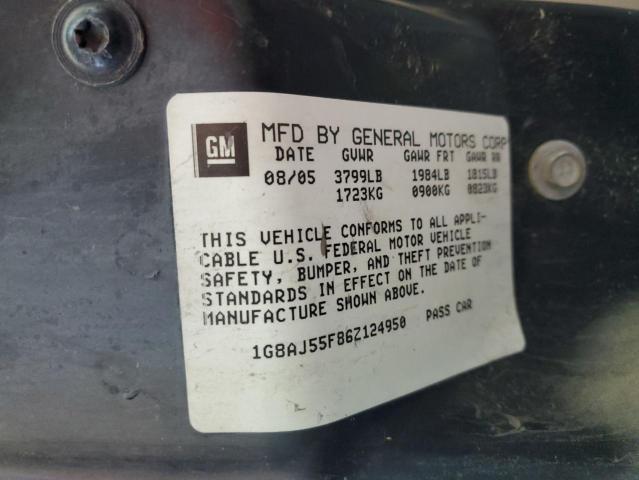 GM MFD BY GENERAL MOTORS CORP
DATE GVWR GAWR FRT GAWR RR
08/05 3799LB 1984LB 1815LB
1723KG 0900KG 0823KG
THIS VEHICLE CONFORMS TO ALL APPLI-
CABLE U.S. FEDERAL MOTOR VEHICLE
SAFETY, BUMPER, AND THEFT PREVENTION
STANDARDS IN EFFECT ON THE DATE OF
MANUFACTURE SHOWN ABOVE.
1G8AJ55F86Z124950 PASS CAR